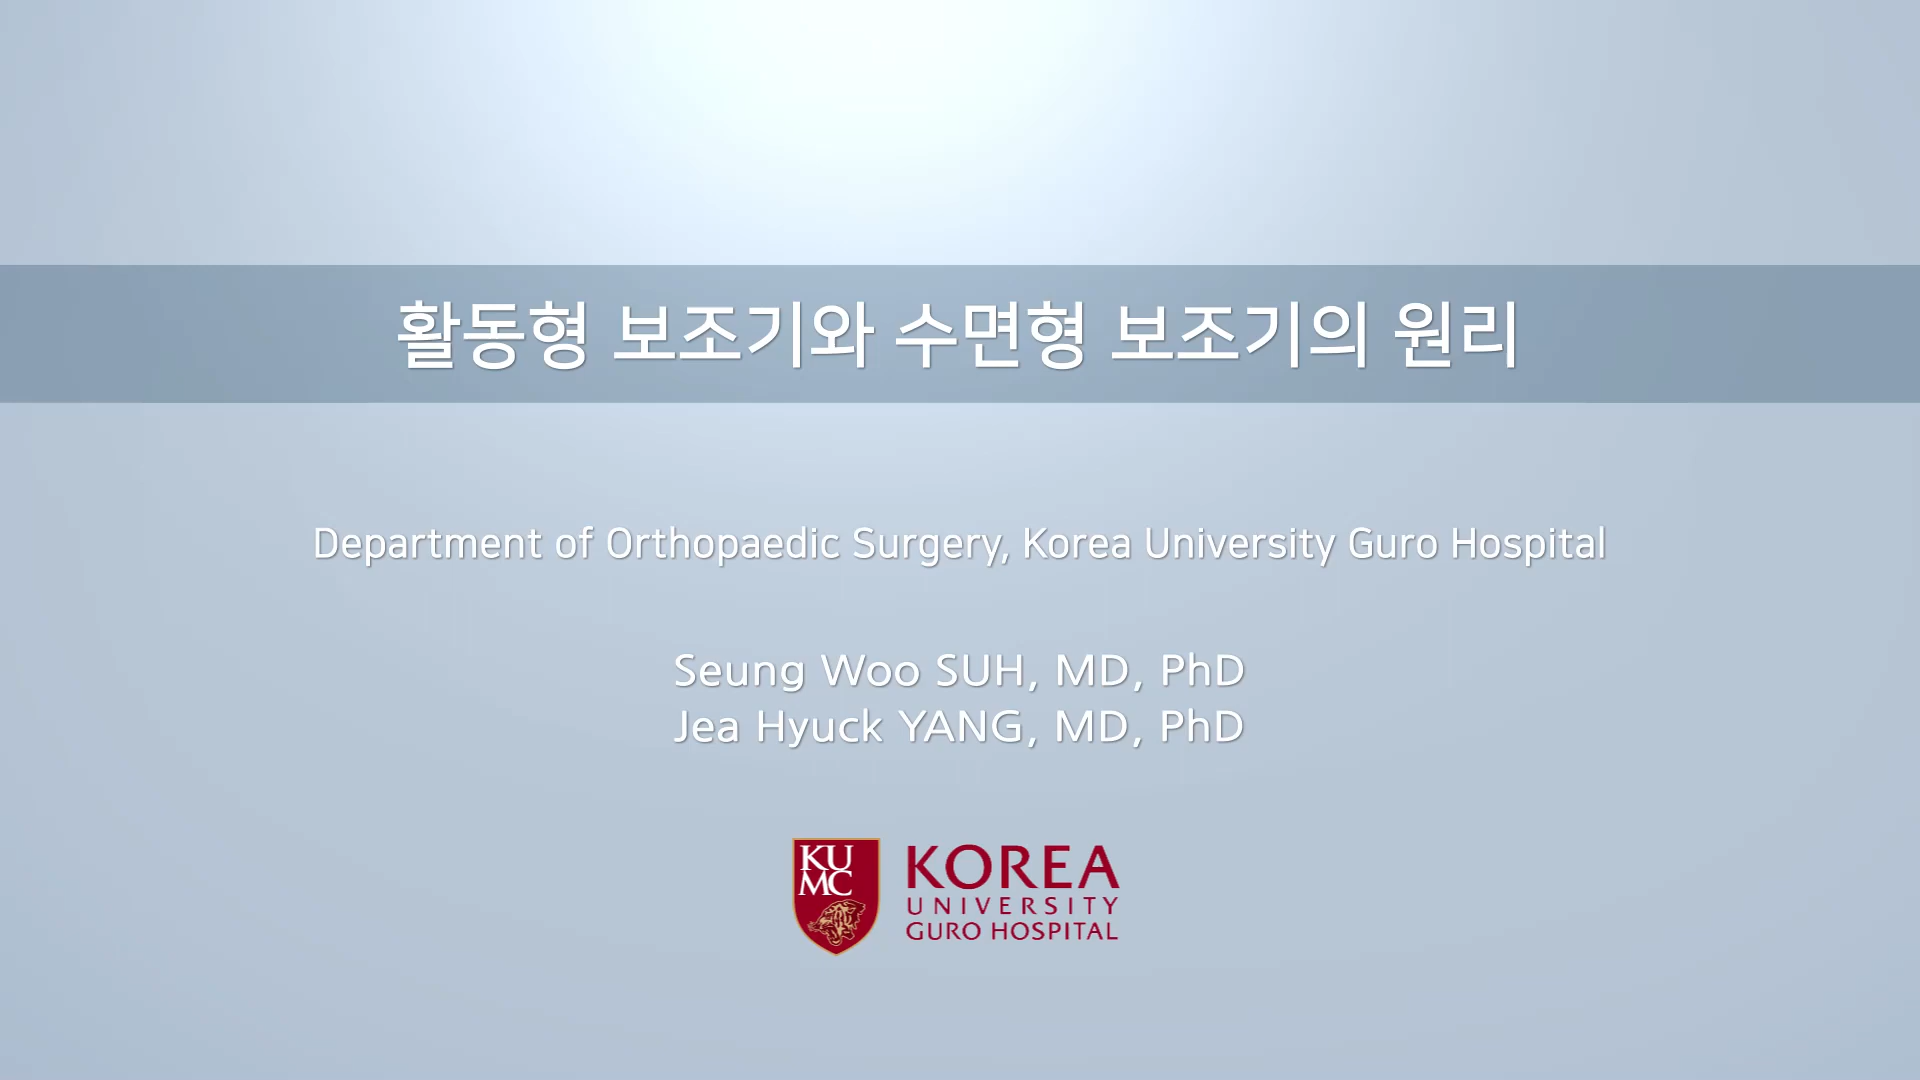 활동형 보조기와 수면형 보조기의 원리
Department of Orthopaedic Surgery, Korea University Guro Hospital
Seung Woo SUH, MD, PhD
Jea Hyuck YANG, MD, PhD
KU
MC
KOREA
UNIVERSITY
GURO HOSPITAL